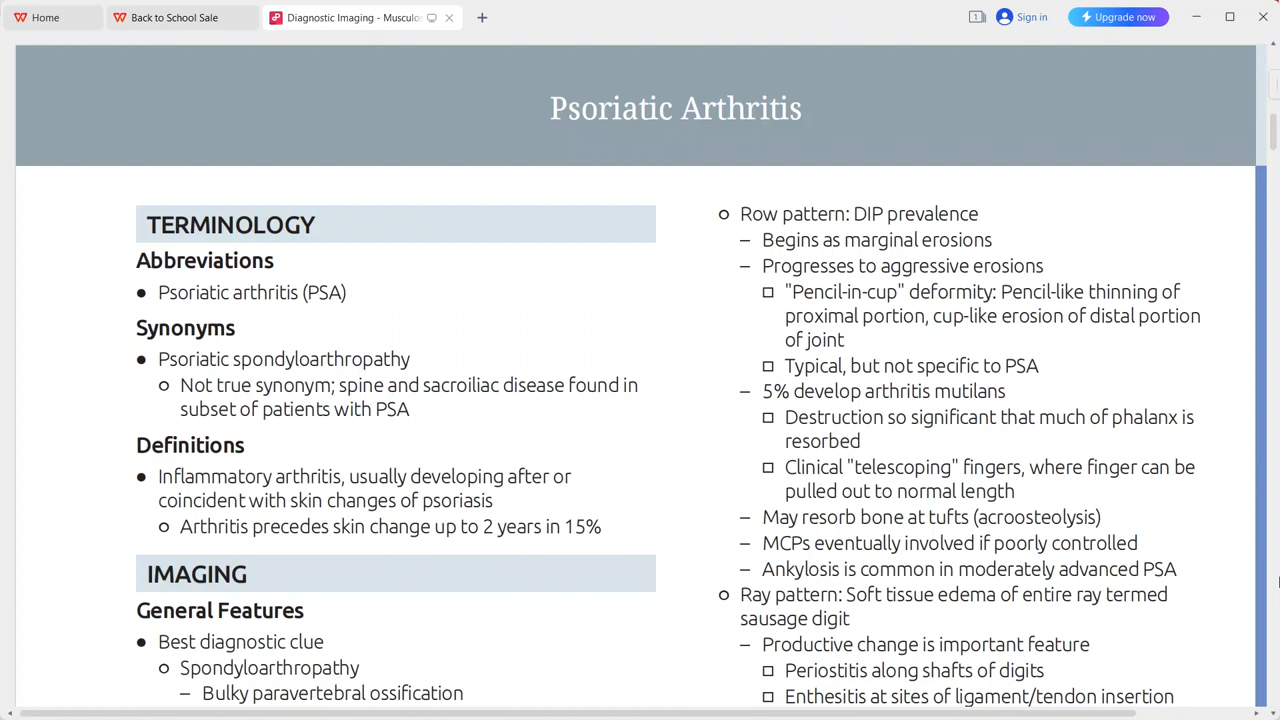 Home
Back to School Sale
Diagnostic Imaging - Musculos
1
Sign in
Upgrade now
Psoriatic Arthritis
TERMINOLOGY
Abbreviations
● Psoriatic arthritis (PSA)
Synonyms
● Psoriatic spondyloarthropathy
○ Not true synonym; spine and sacroiliac disease found in
subset of patients with PSA
Definitions
● Inflammatory arthritis, usually developing after or
coincident with skin changes of psoriasis
○ Arthritis precedes skin change up to 2 years in 15%
IMAGING
General Features
● Best diagnostic clue
○ Spondyloarthropathy
– Bulky paravertebral ossification
○ Row pattern: DIP prevalence
– Begins as marginal erosions
– Progresses to aggressive erosions
□ "Pencil-in-cup" deformity: Pencil-like thinning of
proximal portion, cup-like erosion of distal portion
of joint
□ Typical, but not specific to PSA
– 5% develop arthritis mutilans
□ Destruction so significant that much of phalanx is
resorbed
□ Clinical "telescoping" fingers, where finger can be
pulled out to normal length
– May resorb bone at tufts (acroosteolysis)
– MCPs eventually involved if poorly controlled
– Ankylosis is common in moderately advanced PSA
○ Ray pattern: Soft tissue edema of entire ray termed
sausage digit
– Productive change is important feature
□ Periostitis along shafts of digits
□ Enthesitis at sites of ligament/tendon insertion